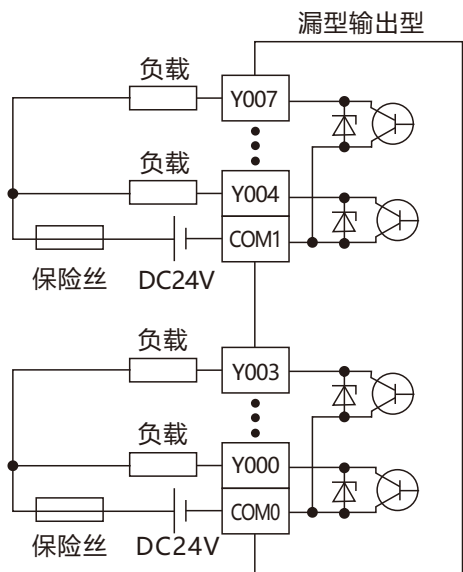 漏型输出型
负载
Y007
负载
Y004
COM1
保险丝 DC24V
负载
Y003
负载
Y000
COM0
保险丝 DC24V